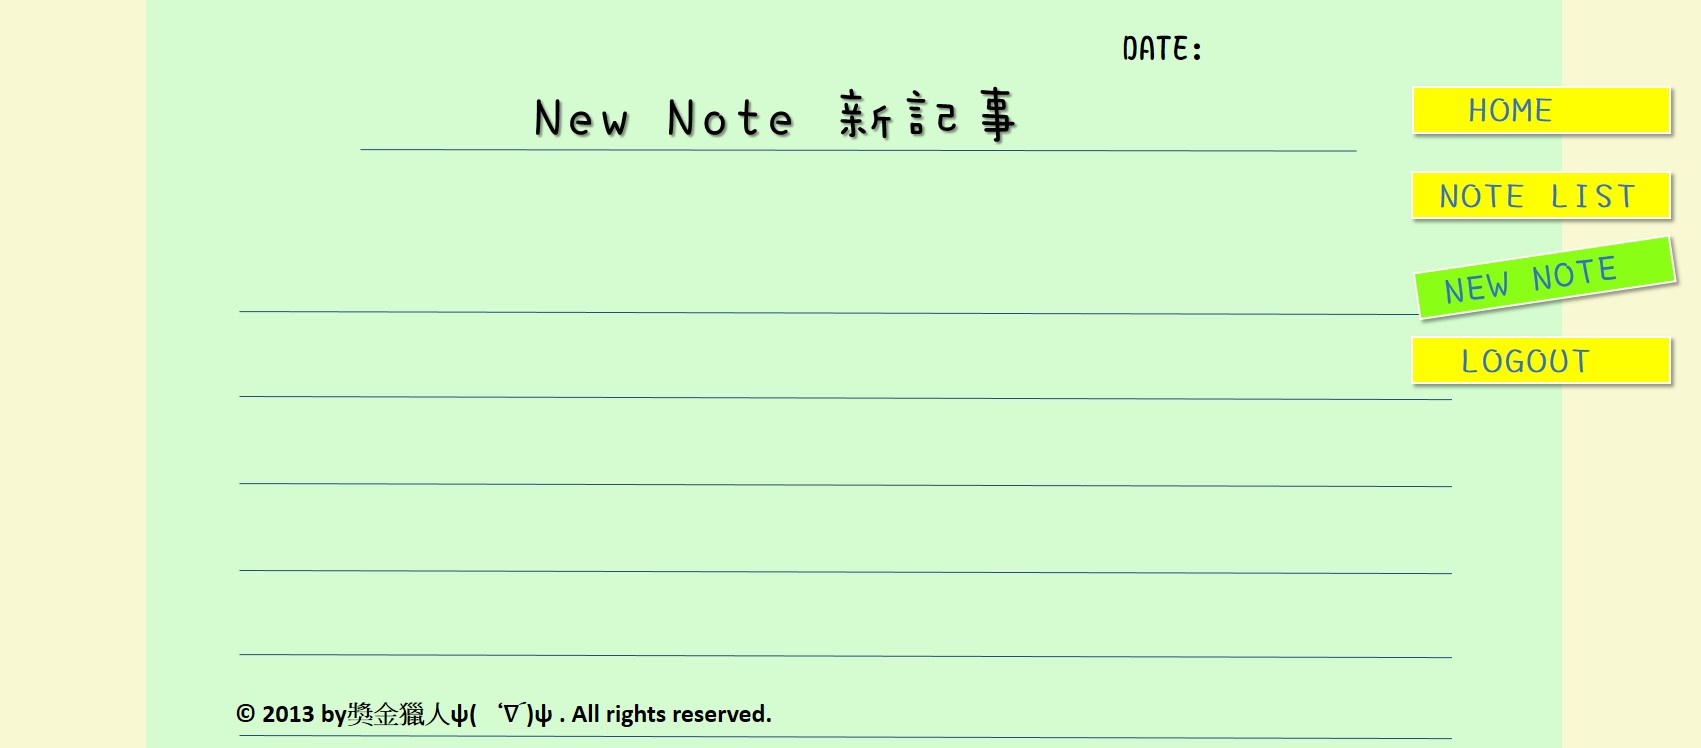 DATE:
New Note 新記事
HOME
NOTE LIST
NEW NOTE
LOGOUT
© 2013 by獎金獵人ψ( ‘∇ˊ)ψ . All rights reserved.